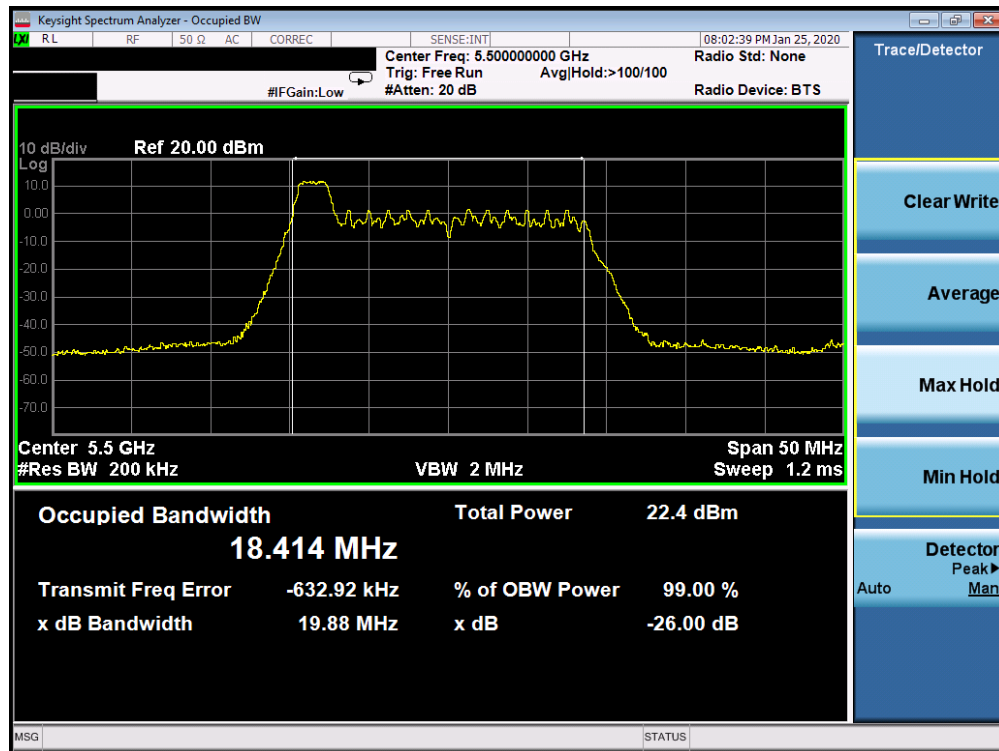 Keysight Spectrum Analyzer - Occupied BW
LXI RL RF 50 Ω AC CORREC SENSE:INT 08:02:39 PM Jan 25, 2020
Center Freq: 5.500000000 GHz Radio Std: None
Trig: Free Run Avg|Hold:>100/100
#IFGain:Low #Atten: 20 dB Radio Device: BTS
Trace/Detector
10 dB/div Ref 20.00 dBm
Log
10.0
0.00
-10.0
-20.0
-30.0
-40.0
-50.0
-60.0
-70.0
Center 5.5 GHz Span 50 MHz
#Res BW 200 kHz VBW 2 MHz Sweep 1.2 ms
Occupied Bandwidth Total Power 22.4 dBm
18.414 MHz
Transmit Freq Error -632.92 kHz % of OBW Power 99.00 %
x dB Bandwidth 19.88 MHz x dB -26.00 dB
Clear Write
Average
Max Hold
Min Hold
Detector
Peak▶
Auto Man
MSG STATUS